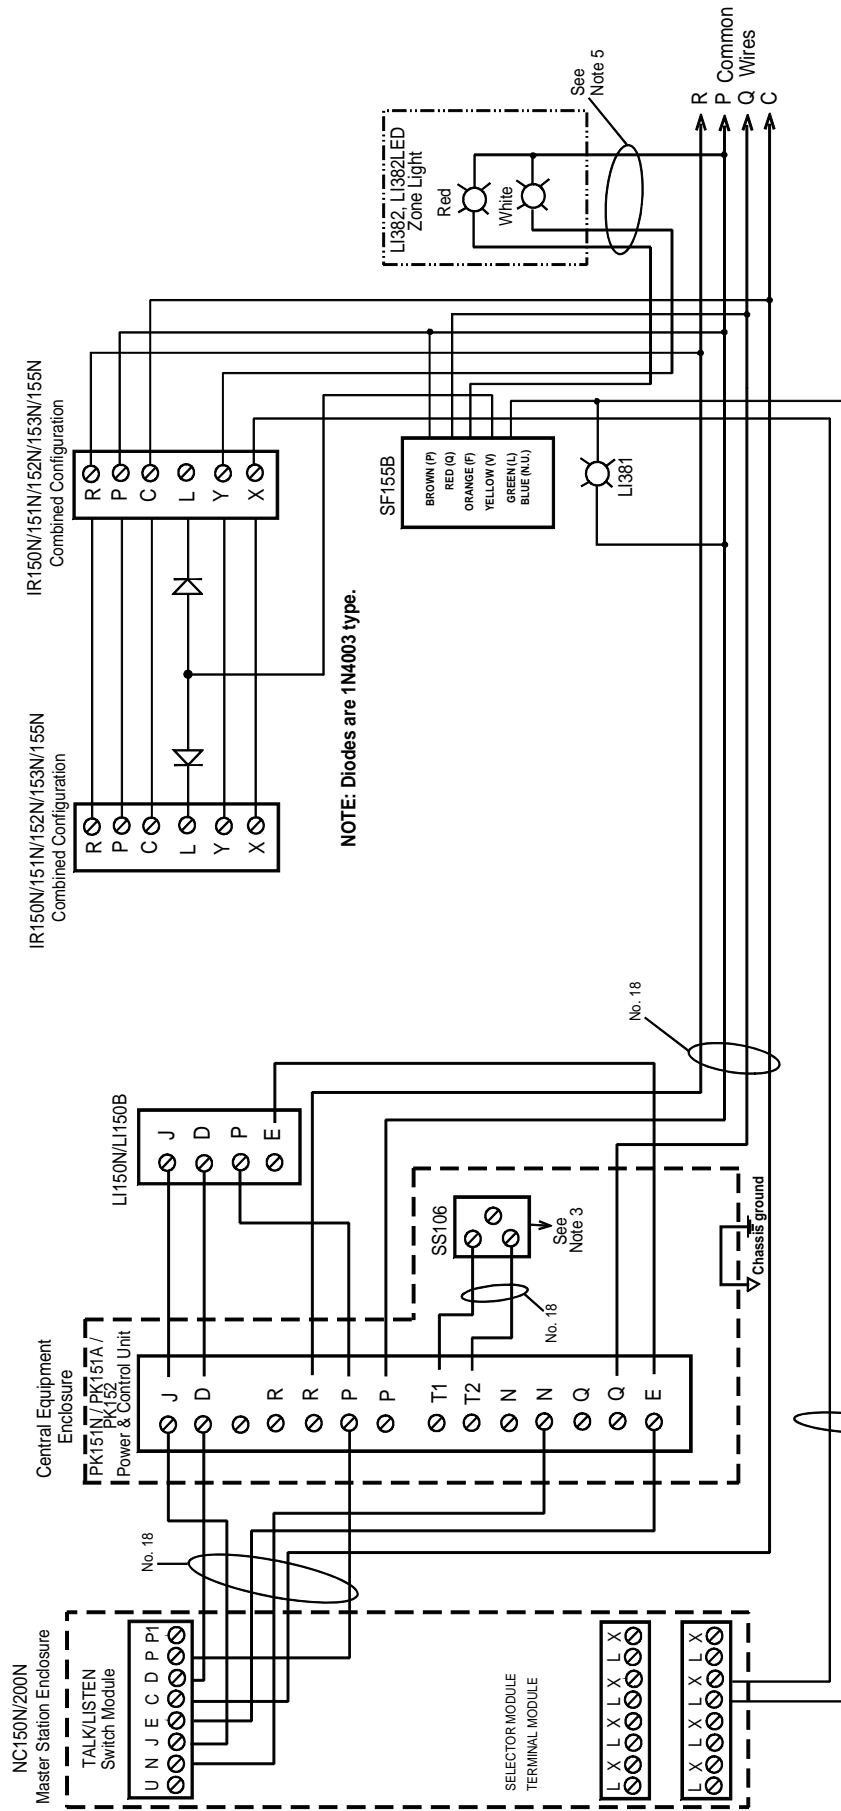 NC150N/200N
Master Station Enclosure
TALK/LISTEN
Switch Module
U N J E C D P P1
SELECTOR MODULE
TERMINAL MODULE
L X L X L X L X
L X L X L X L X
No. 18
Central Equipment
Enclosure
PK151N / PK151A /
PK152
Power & Control Unit
J
D
R
R
P
P
T1
T2
N
N
Q
Q
E
SS106
See
Note 3
No. 18
Chassis ground
LI150N/LI150B
J
D
P
E
No. 18
IR150N/151N/152N/153N/155N
Combined Configuration
R
P
C
L
Y
X
NOTE: Diodes are 1N4003 type.
IR150N/151N/152N/153N/155N
Combined Configuration
R
P
C
L
Y
X
SF155B
BROWN (P)
RED (Q)
ORANGE (F)
YELLOW (V)
GREEN (L)
BLUE (N.U.)
LI381
LI382, LI382LED
Zone Light
Red
White
See
Note 5
R
P Common
Q Wires
C